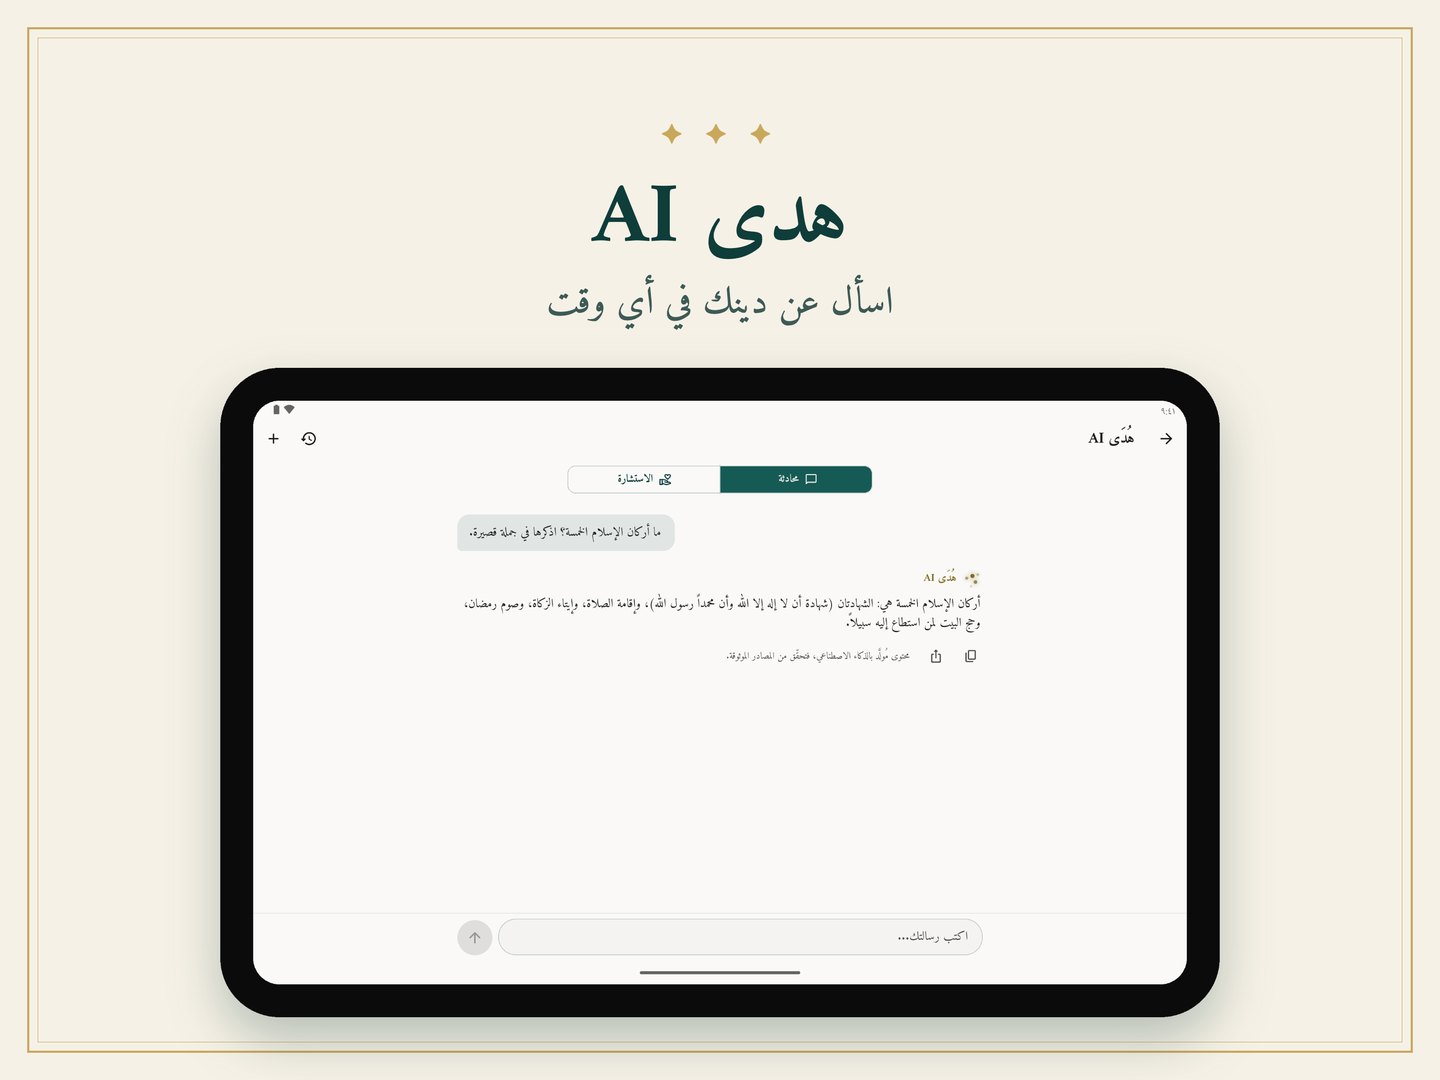 هدى AI
اسأل عن دينك في أي وقت
٩:٤١
هُدَى AI
محادثة
الاستشارة
ما أركان الإسلام الخمسة؟ اذكرها في جملة قصيرة.
هُدَى AI
أركان الإسلام الخمسة هي: الشهادتان (شهادة أن لا إله إلا الله وأن محمداً رسول الله)، وإقامة الصلاة، وإيتاء الزكاة، وصوم رمضان،
وحج البيت لمن استطاع إليه سبيلاً.
محتوى مُولَّد بالذكاء الاصطناعي، فتحقّق من المصادر الموثوقة.
اكتب رسالتك...